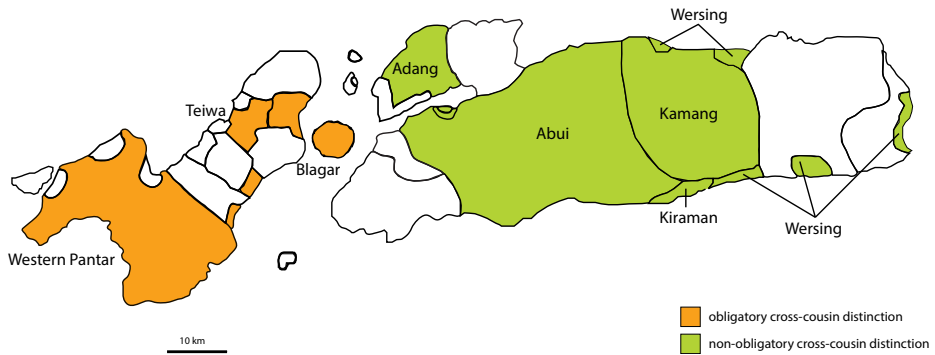 Wersing
Adang
Teiwa
Kamang
Abui
Blagar
Kiraman
Wersing
Western Pantar
obligatory cross-cousin distinction
non-obligatory cross-cousin distinction
10 km